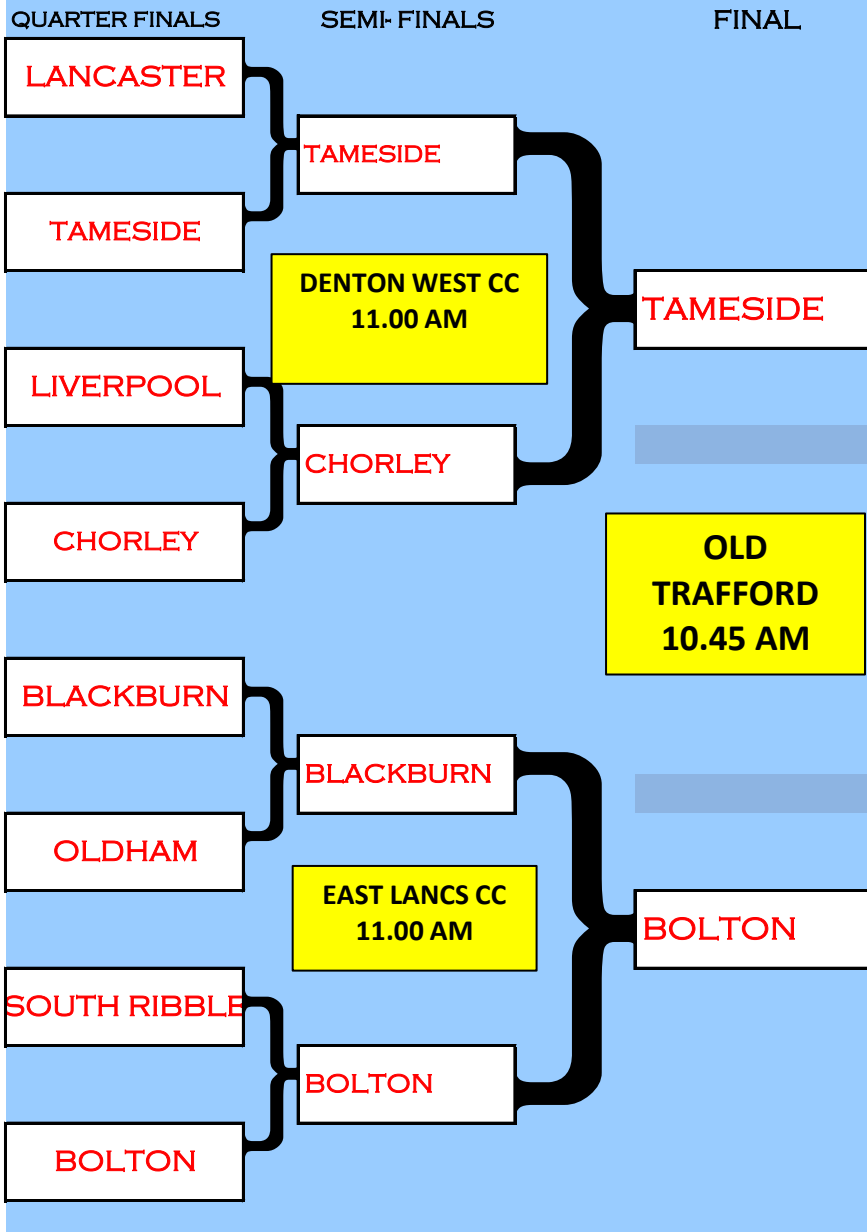 QUARTER FINALS
SEMI- FINALS
FINAL
LANCASTER
TAMESIDE
TAMESIDE
DENTON WEST CC
11.00 AM
TAMESIDE
LIVERPOOL
CHORLEY
CHORLEY
OLD
TRAFFORD
10.45 AM
BLACKBURN
BLACKBURN
OLDHAM
EAST LANCS CC
11.00 AM
BOLTON
SOUTH RIBBLE
BOLTON
BOLTON